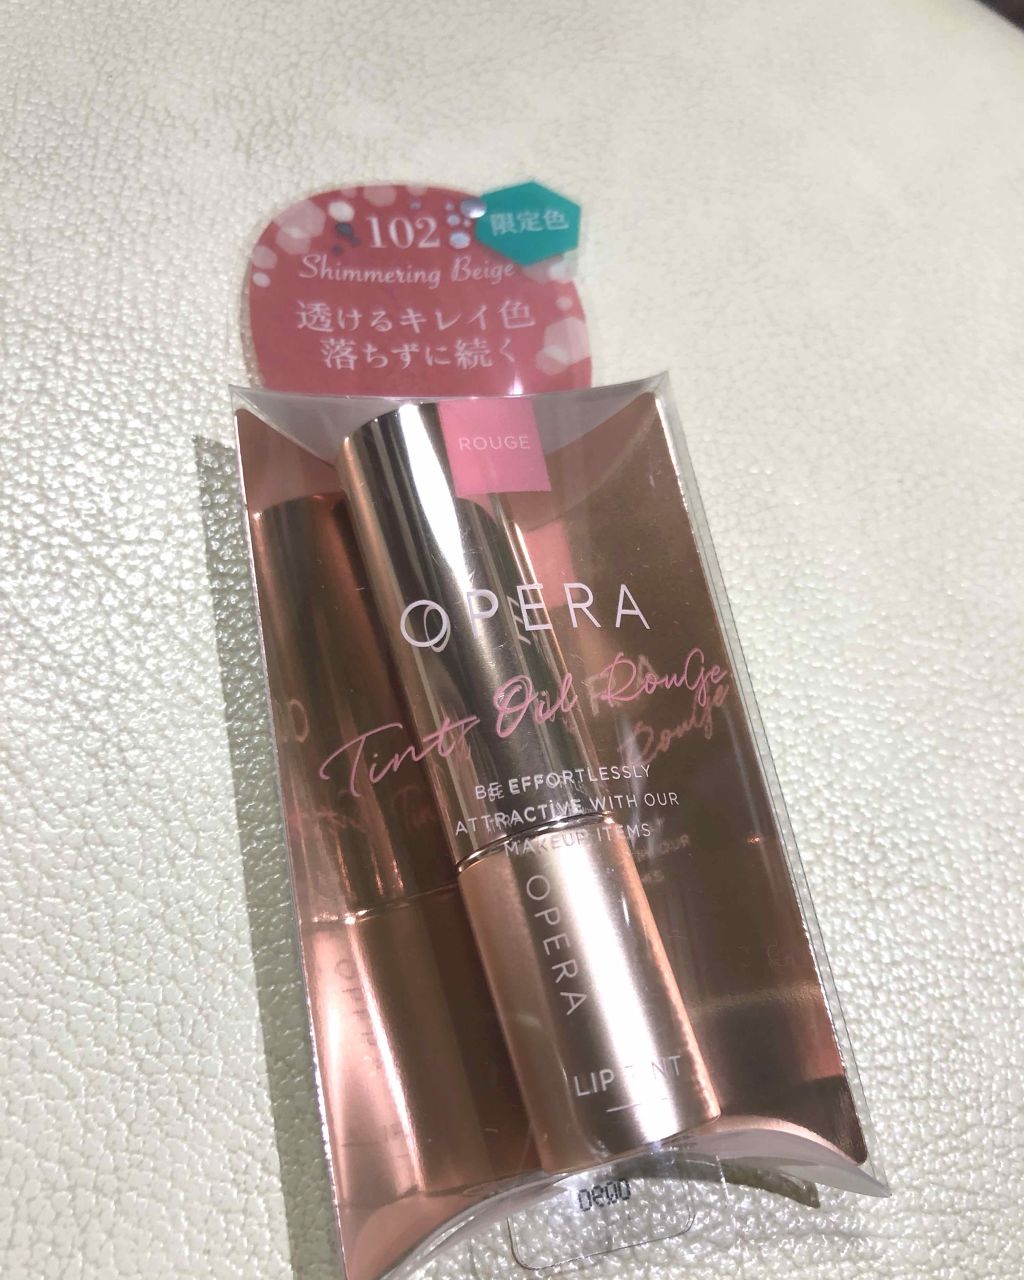 102
限定色
Shimmering Beige
透けるキレイ色
落ちずに続く
ROUGE
OPERA
Tint Oil Rouge
BE EFFORTLESSLY
ATTRACTIVE WITH OUR
MAKEUP ITEMS
OPERA
LIP TINT